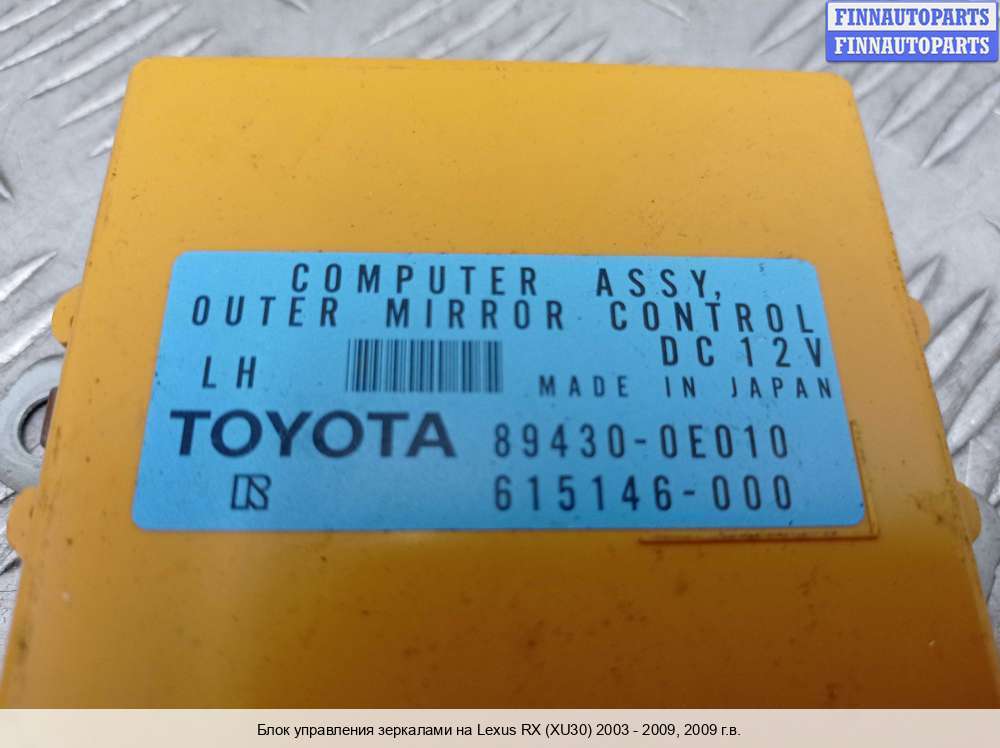 FINNAUTOPARTS
FINNAUTOPARTS
COMPUTER ASSY,
OUTER MIRROR CONTROL
LH
DC12V
MADE IN JAPAN
TOYOTA 89430-0E010
615146-000
Блок управления зеркалами на Lexus RX (XU30) 2003 - 2009, 2009 г.в.